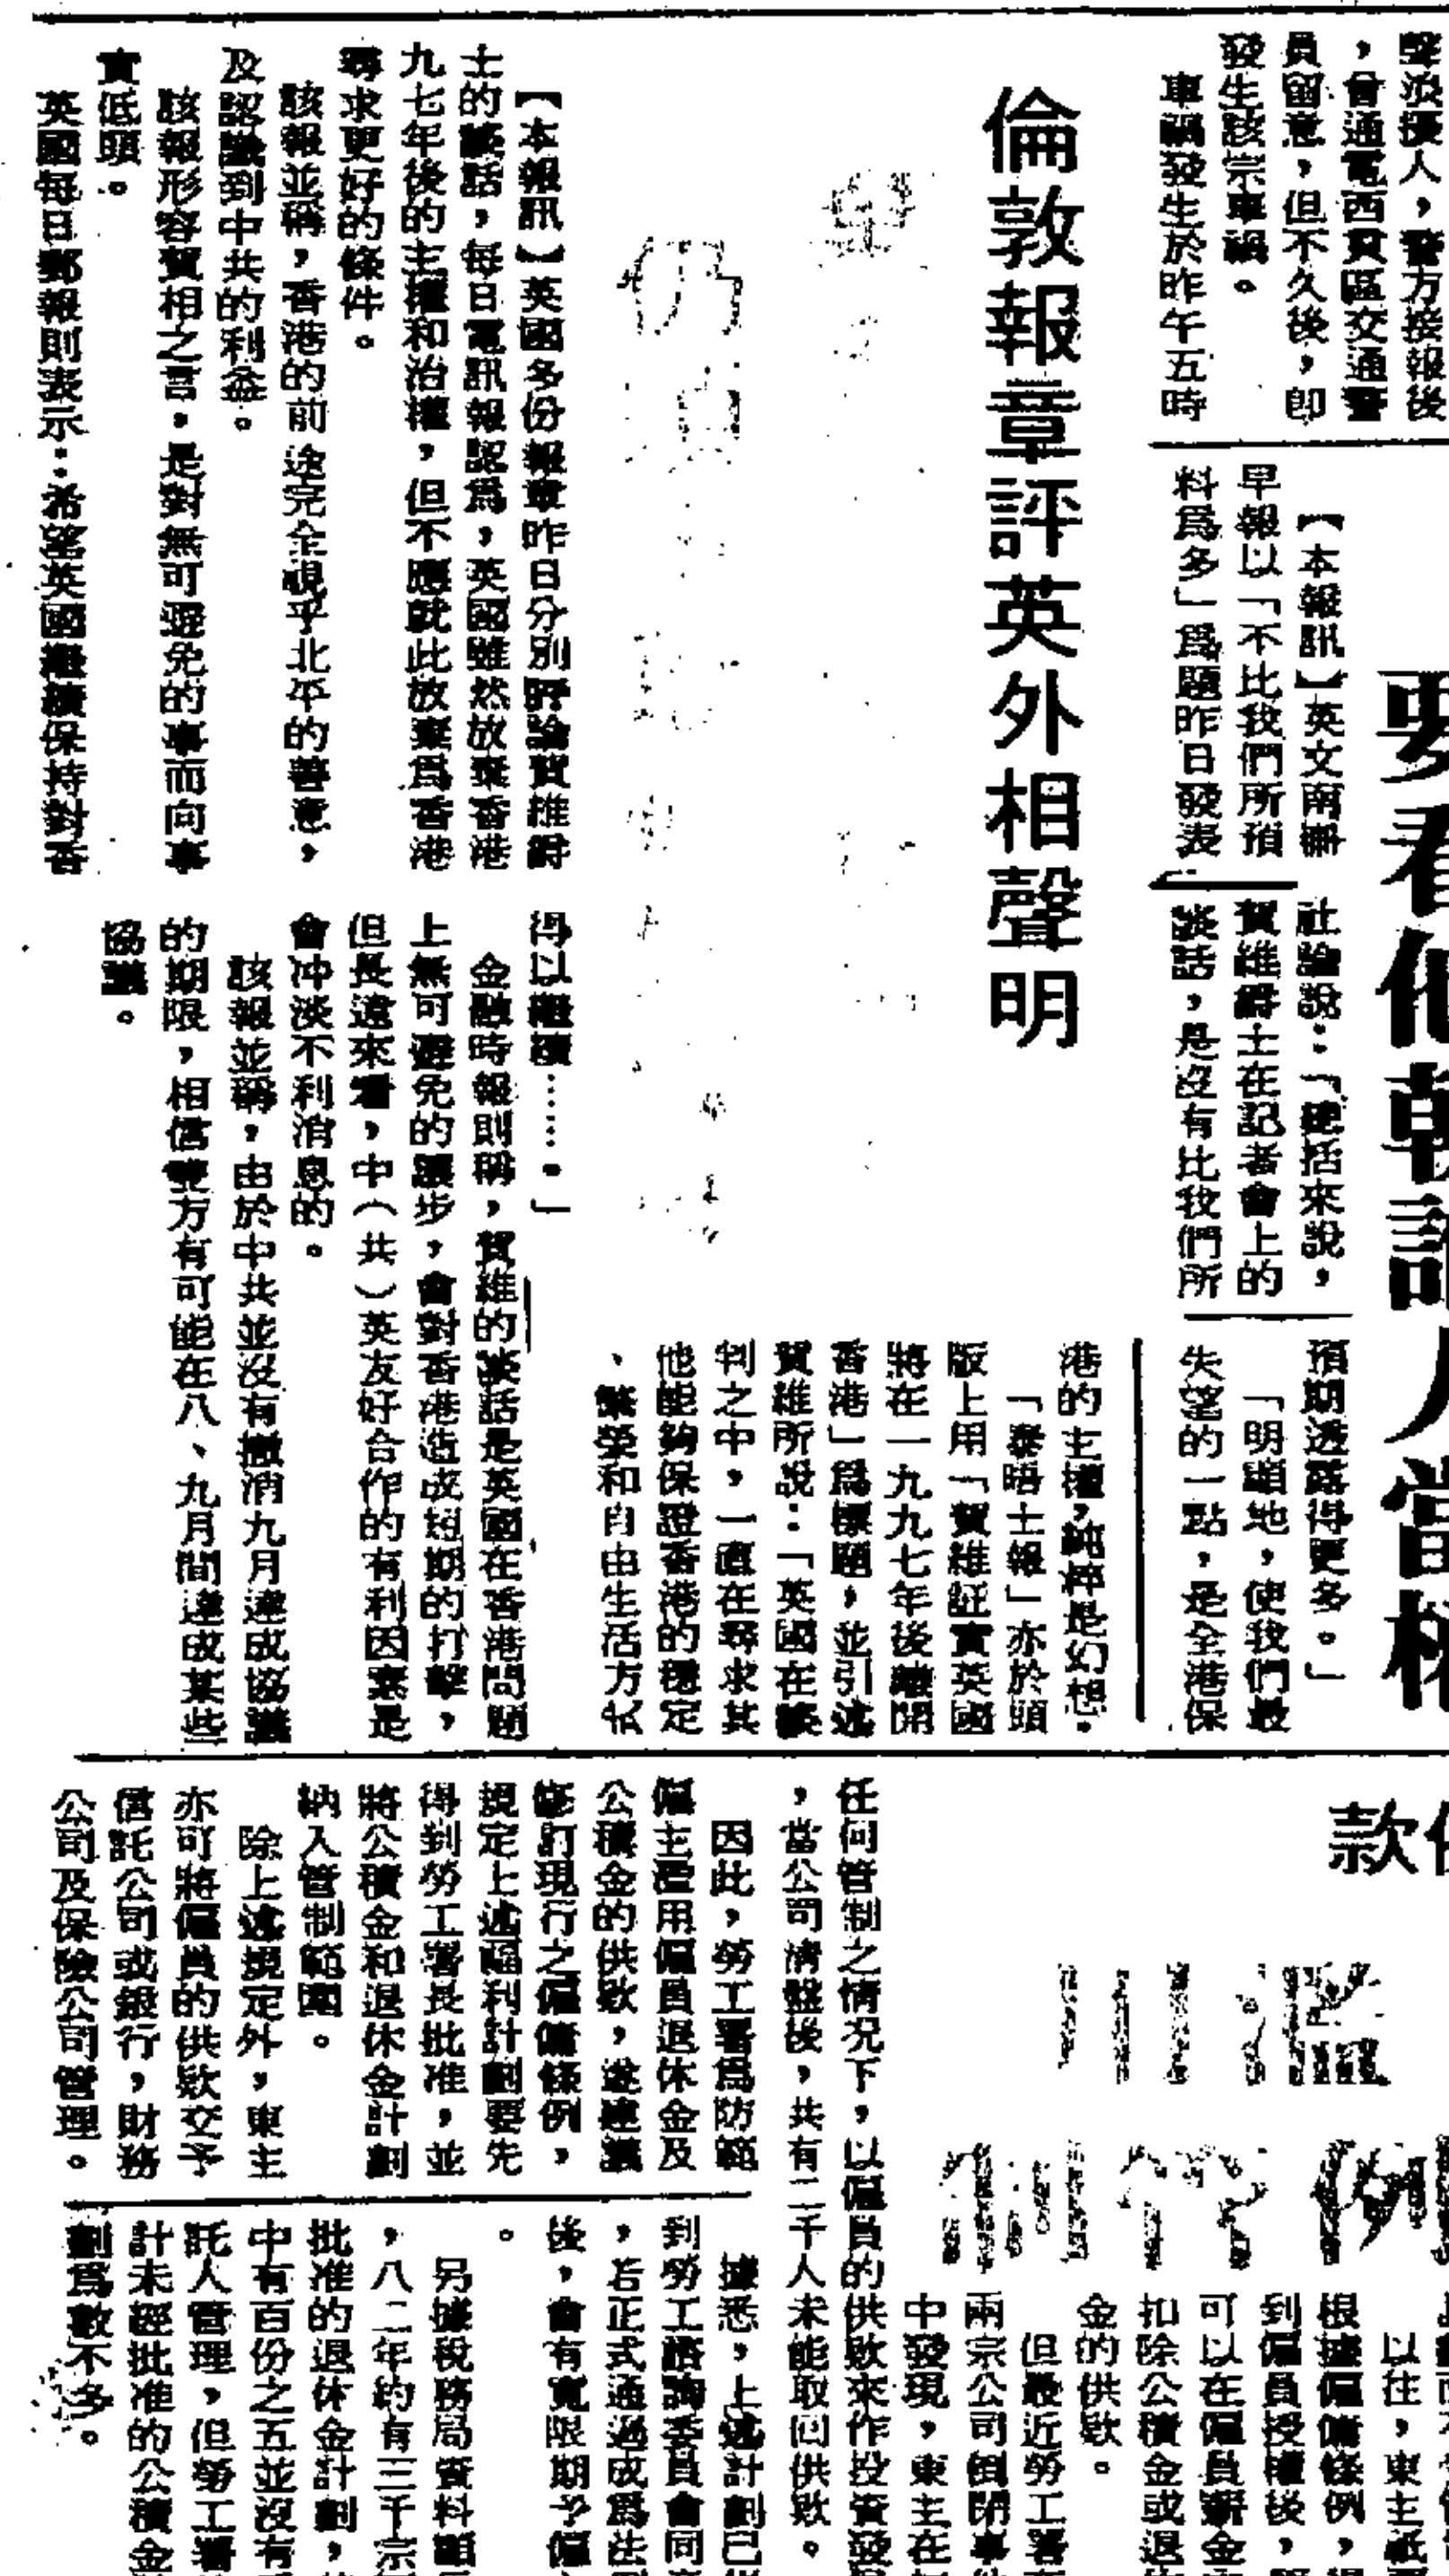 聲浪擾人，警方接報後
，曾通電西貢區交通警
員留意，但不久後，即
發生該宗車禍。
車禍發生於昨午五時
【本報訊】英文南華
早報以「不比我們所預
料爲多」爲題昨日發表
社論說：「總括來說，
賀維爵士在記者會上的
談話，是沒有比我們所
預期透露得更多。」
「明顯地，使我們最
失望的一點，是全港保
倫敦報章評英外相聲明
【本報訊】英國多份報章昨日分別評論賀維爵
士的談話，每日電訊報認爲，英國雖然放棄香港
九七年後的主權和治權，但不應就此放棄爲香港
尋求更好的條件。
該報並稱，香港的前途完全視乎北平的善意，
及認識到中共的利益。
該報形容賀相之言，是對無可避免的事而向事
實低頭。
英國每日郵報則表示：希望英國繼續保持對香
港的主權，純粹是幻想。
「泰晤士報」亦於頭
版上用「賀維証實英國
將在一九九七年後離開
香港」爲標題，並引述
賀維所說：「英國在談
判之中，一直在尋求其
他能夠保證香港的穩定
、繁榮和自由生活方式
得以繼續……。」
金融時報則稱，賀維的談話是英國在香港問題
上無可避免的讓步，會對香港造成短期的打擊，
但長遠來看，中（共）英友好合作的有利因素是
會沖淡不利消息的。
該報並稱，由於中共並沒有撤消九月達成協議
的期限，相信雙方有可能在八、九月間達成某些
協議。
要看他執詞人當權
款
以往，東主
根據僱傭條例，
到僱員授權後，
可以在僱員薪金
扣除公積金或退休
金的供款。
但最近勞工署
兩宗公司倒閉事件
中發現，東主在
任何管制之情況下，以僱員的供款來作投資發
，當公司清盤後，共有二千人未能取回供款。
因此，勞工署爲防範
僱主濫用僱員退休金及
公積金的供款，遂建議
修訂現行之僱傭條例，
規定上述福利計劃要先
得到勞工署長批准，並
將公積金和退休金計劃
納入管制範圍。
除上述規定外，東主
亦可將僱員的供款交予
信託公司或銀行，財務
公司及保險公司管理。
據悉，上述計劃已
到勞工諮詢委員會同
，若正式通過成爲法
後，會有寬限期予僱
。
另據稅務局資料顯
，八二年約有三千宗
批准的退休金計劃，
中有百份之五並沒有
託人管理，但勞工署
計未經批准的公積金
劃爲數不多。